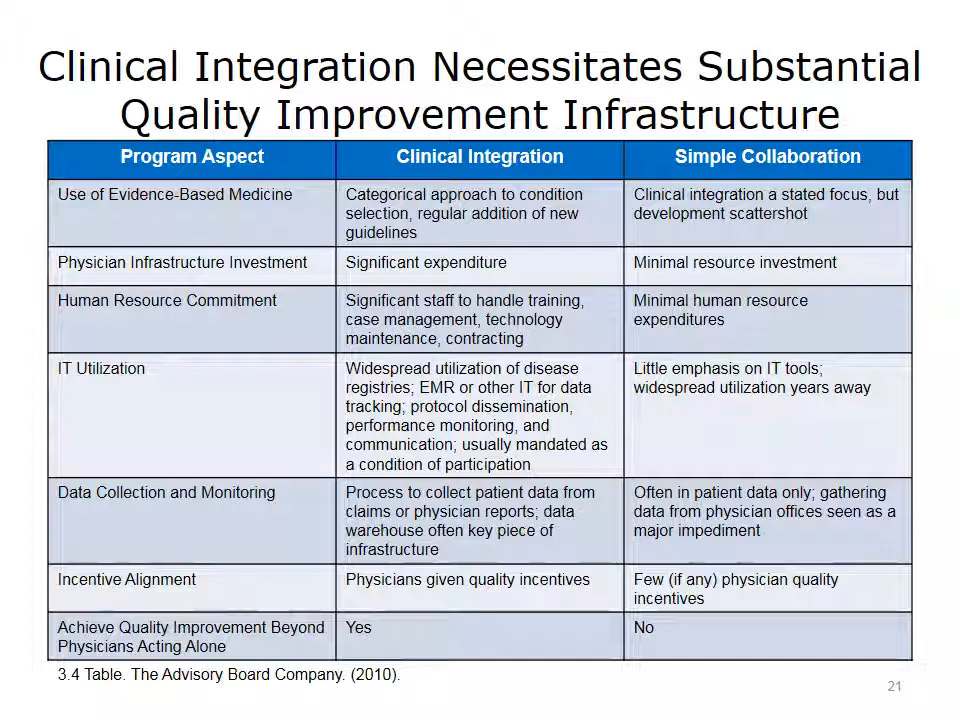 Clinical Integration Necessitates Substantial
Quality Improvement Infrastructure
Program Aspect
Clinical Integration
Simple Collaboration
Use of Evidence-Based Medicine
Categorical approach to condition
selection, regular addition of new
guidelines
Clinical integration a stated focus, but
development scattershot
Physician Infrastructure Investment
Significant expenditure
Minimal resource investment
Human Resource Commitment
Significant staff to handle training,
case management, technology
maintenance, contracting
Minimal human resource
expenditures
IT Utilization
Widespread utilization of disease
registries; EMR or other IT for data
tracking; protocol dissemination,
performance monitoring, and
communication; usually mandated as
a condition of participation
Little emphasis on IT tools;
widespread utilization years away
Data Collection and Monitoring
Process to collect patient data from
claims or physician reports; data
warehouse often key piece of
infrastructure
Often in patient data only; gathering
data from physician offices seen as a
major impediment
Incentive Alignment
Physicians given quality incentives
Few (if any) physician quality
incentives
Achieve Quality Improvement Beyond
Physicians Acting Alone
Yes
No
3.4 Table. The Advisory Board Company. (2010).
21